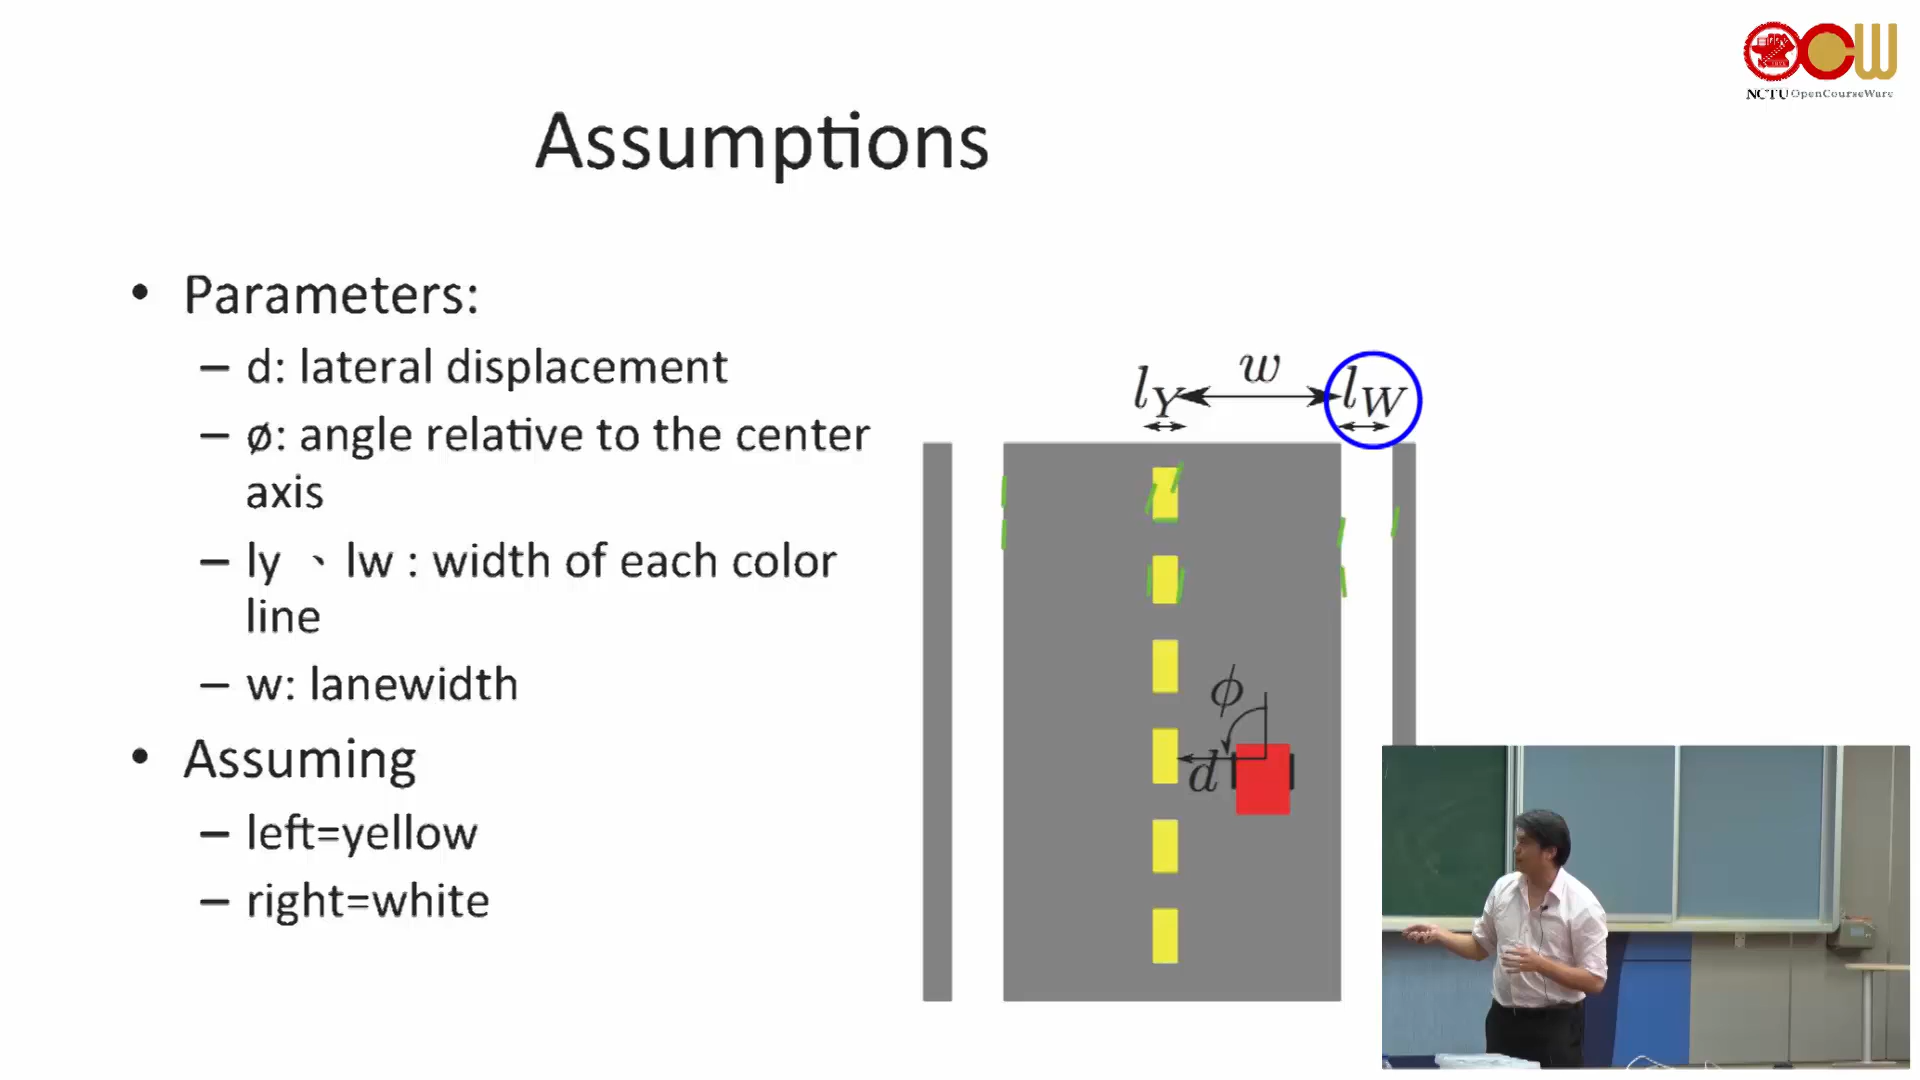 NCTU OpenCourseWare
Assumptions
• Parameters:
– d: lateral displacement
– ø: angle relative to the center
axis
– ly 、 lw : width of each color
line
– w: lanewidth
• Assuming
– left=yellow
– right=white
l_Y w l_W
ϕ
d